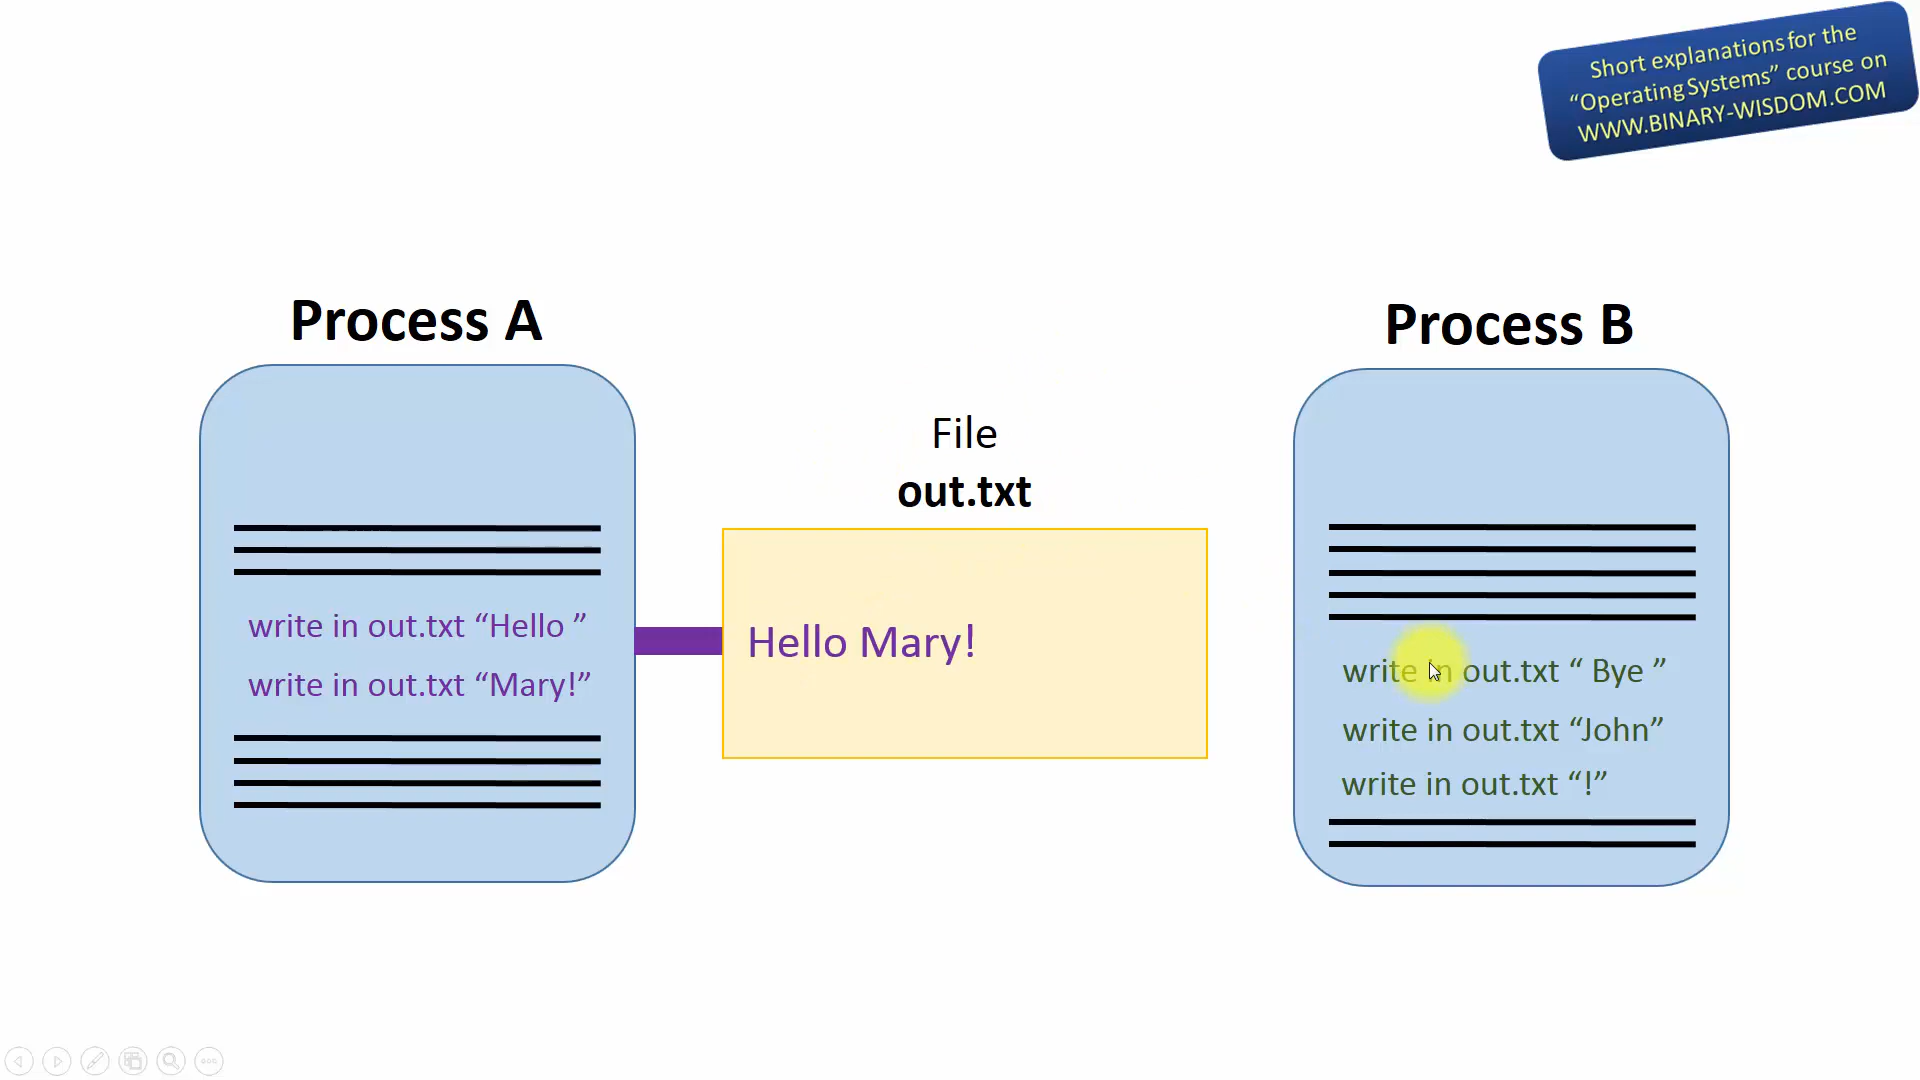 Short explanations for the
“Operating Systems” course on
WWW.BINARY-WISDOM.COM
Process A
Process B
File
out.txt
write in out.txt “Hello ”
write in out.txt “Mary!”
Hello Mary!
write in out.txt “ Bye ”
write in out.txt “John”
write in out.txt “!”